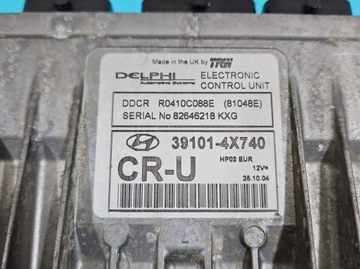 Made in the UK by TRW
DELPHI
Automotive Systems
ELECTRONIC
CONTROL UNIT
DDCR R0410C088E (81048E)
SERIAL No 82646218 KXG
39101-4X740
CR-U
HP02 EUR
12V=
25.10.04